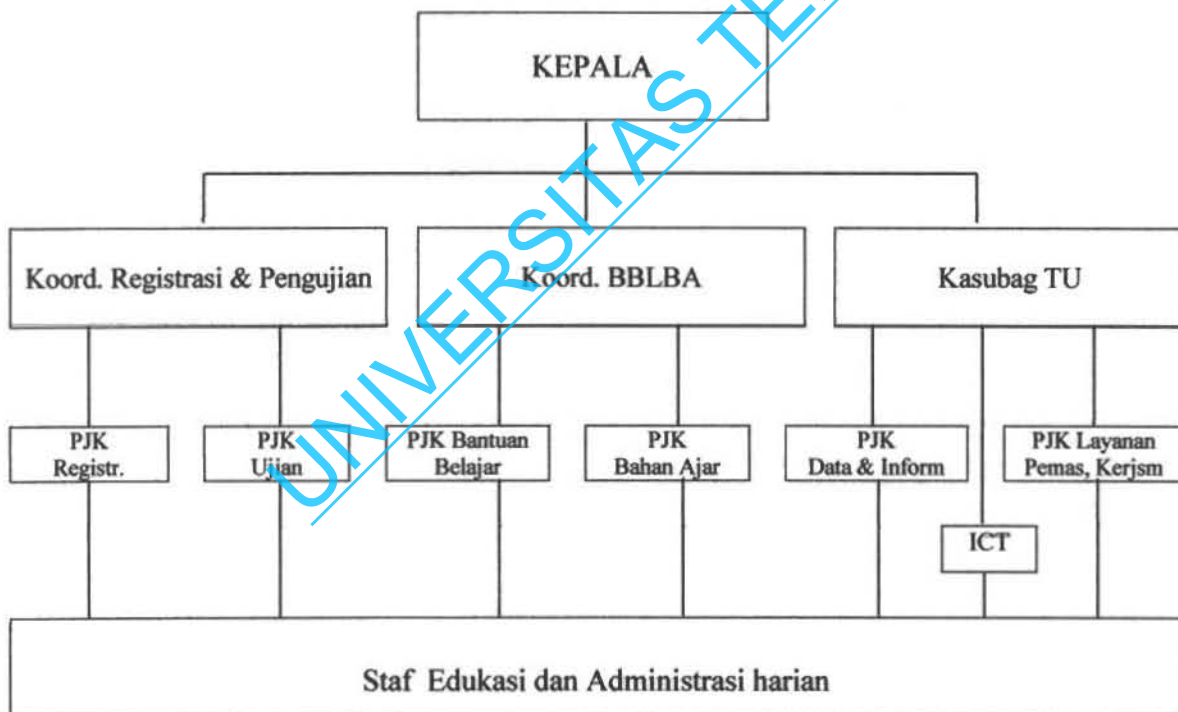 KEPALA
Koord. Registrasi & Pengujian
Koord. BBLBA
Kasubag TU
PJK
Registr.
PJK
Ujian
PJK Bantuan
Belajar
PJK
Bahan Ajar
PJK
Data & Inform
PJK Layanan
Pemas, Kerjsm
ICT
Staf Edukasi dan Administrasi harian
UNIVERSITAS